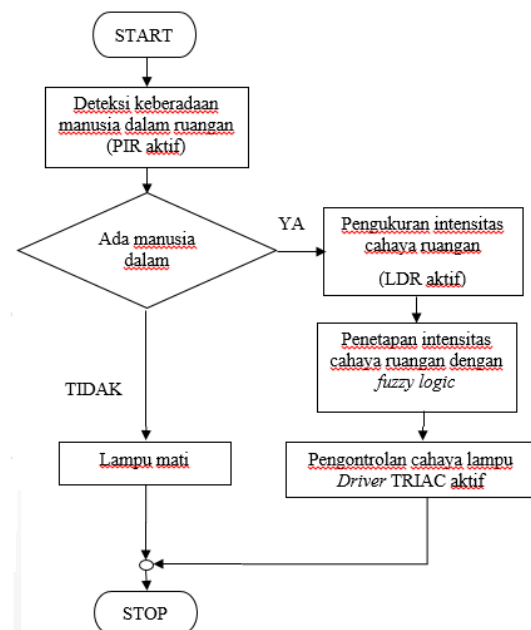 START
Deteksi keberadaan
manusia dalam ruangan
(PIR aktif)
Ada manusia
dalam
YA
Pengukuran intensitas
cahaya ruangan
(LDR aktif)
Penetapan intensitas
cahaya ruangan dengan
fuzzy logic
TIDAK
Lampu mati
Pengontrolan cahaya lampu
Driver TRIAC aktif
STOP